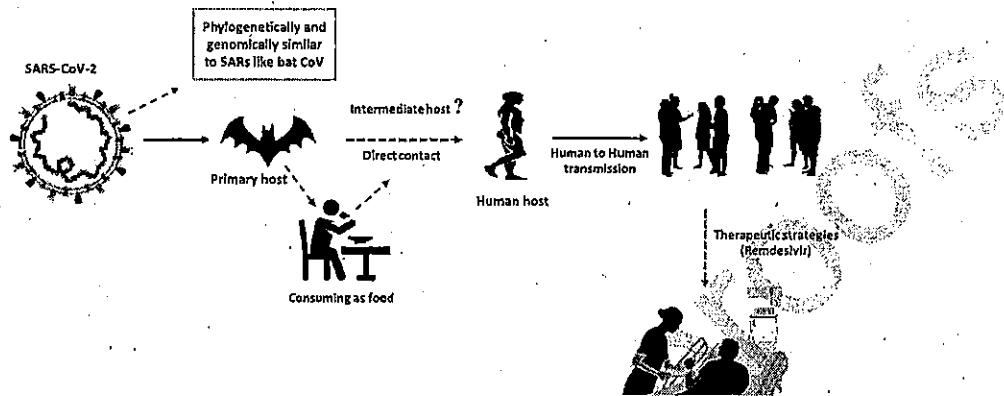 Phylogenetically and
genomically similar
to SARs like bat CoV
SARS-CoV-2
Intermediate host ?
Direct contact
Primary host
Human host
Human to Human
transmission
Consuming as food
Therapeutic strategies
(Remdesivir)